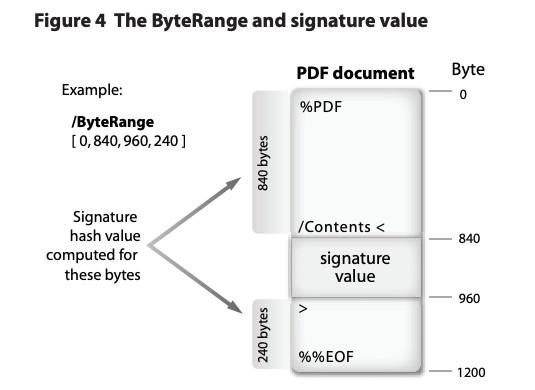 Figure 4 The ByteRange and signature value
PDF document
Byte
Example:
/ByteRange
[ 0, 840, 960, 240 ]
Signature
hash value
computed for
these bytes
840 bytes
240 bytes
%PDF
/Contents <
signature
value
>
%%EOF
0
840
960
1200